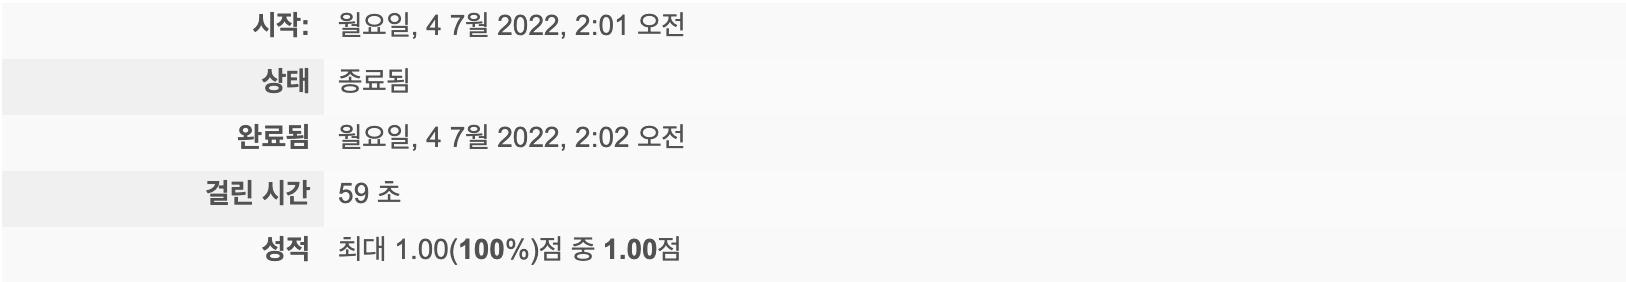 시작: 월요일, 4 7월 2022, 2:01 오전
상태 종료됨
완료됨 월요일, 4 7월 2022, 2:02 오전
걸린 시간 59 초
성적 최대 1.00(100%)점 중 1.00점